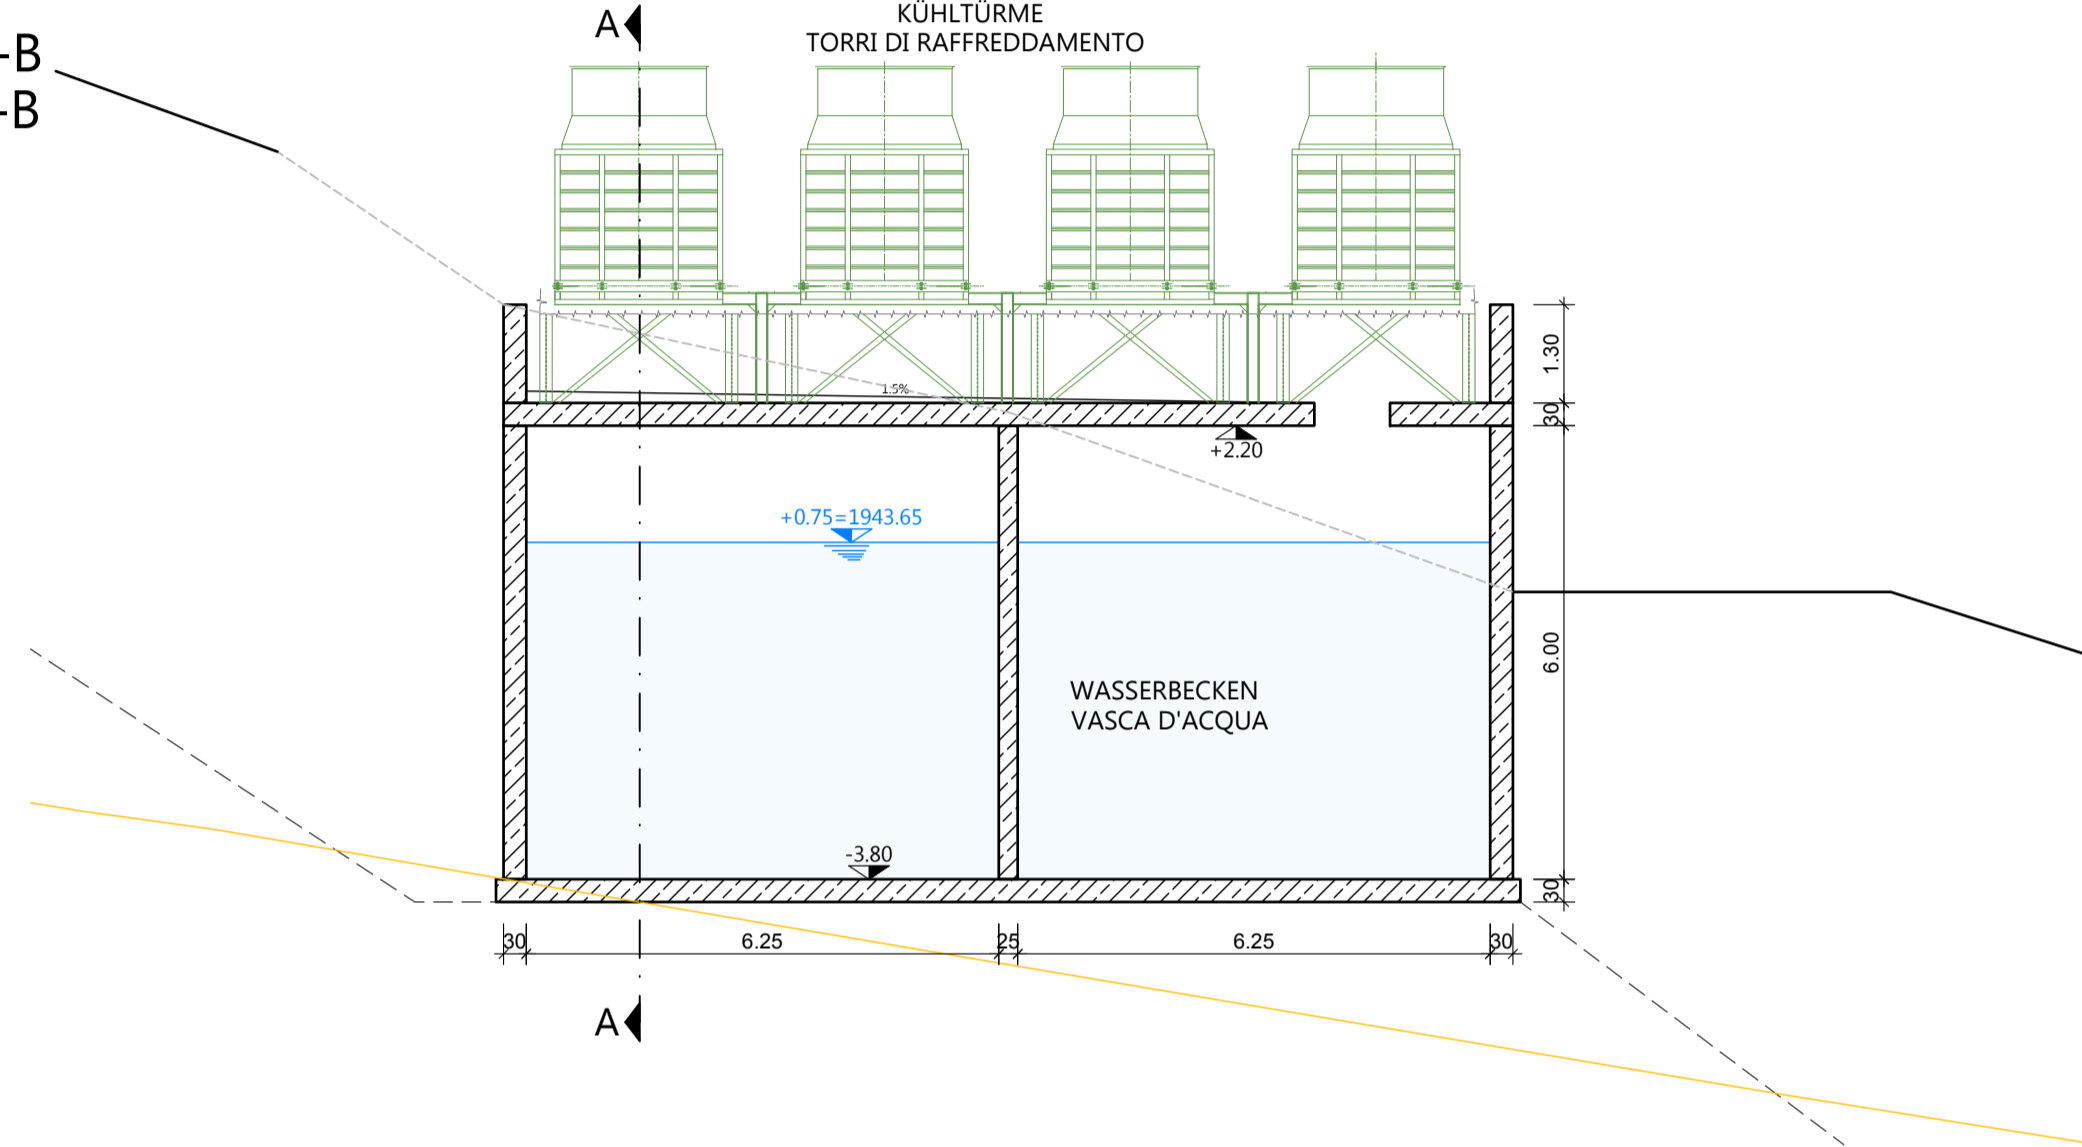 A
KÜHLTÜRME
TORRI DI RAFFREDDAMENTO
-B
-B
1.30
1.5%
30
+2.20
+0.75=1943.65
6.00
WASSERBECKEN
VASCA D'ACQUA
-3.80
30
30
6.25
25
6.25
30
A